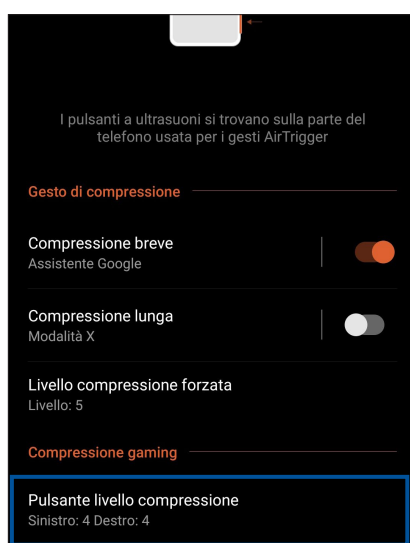 I pulsanti a ultrasuoni si trovano sulla parte del
telefono usata per i gesti AirTrigger
Gesto di compressione
Compressione breve
Assistente Google
Compressione lunga
Modalità X
Livello compressione forzata
Livello: 5
Compressione gaming
Pulsante livello compressione
Sinistro: 4 Destro: 4